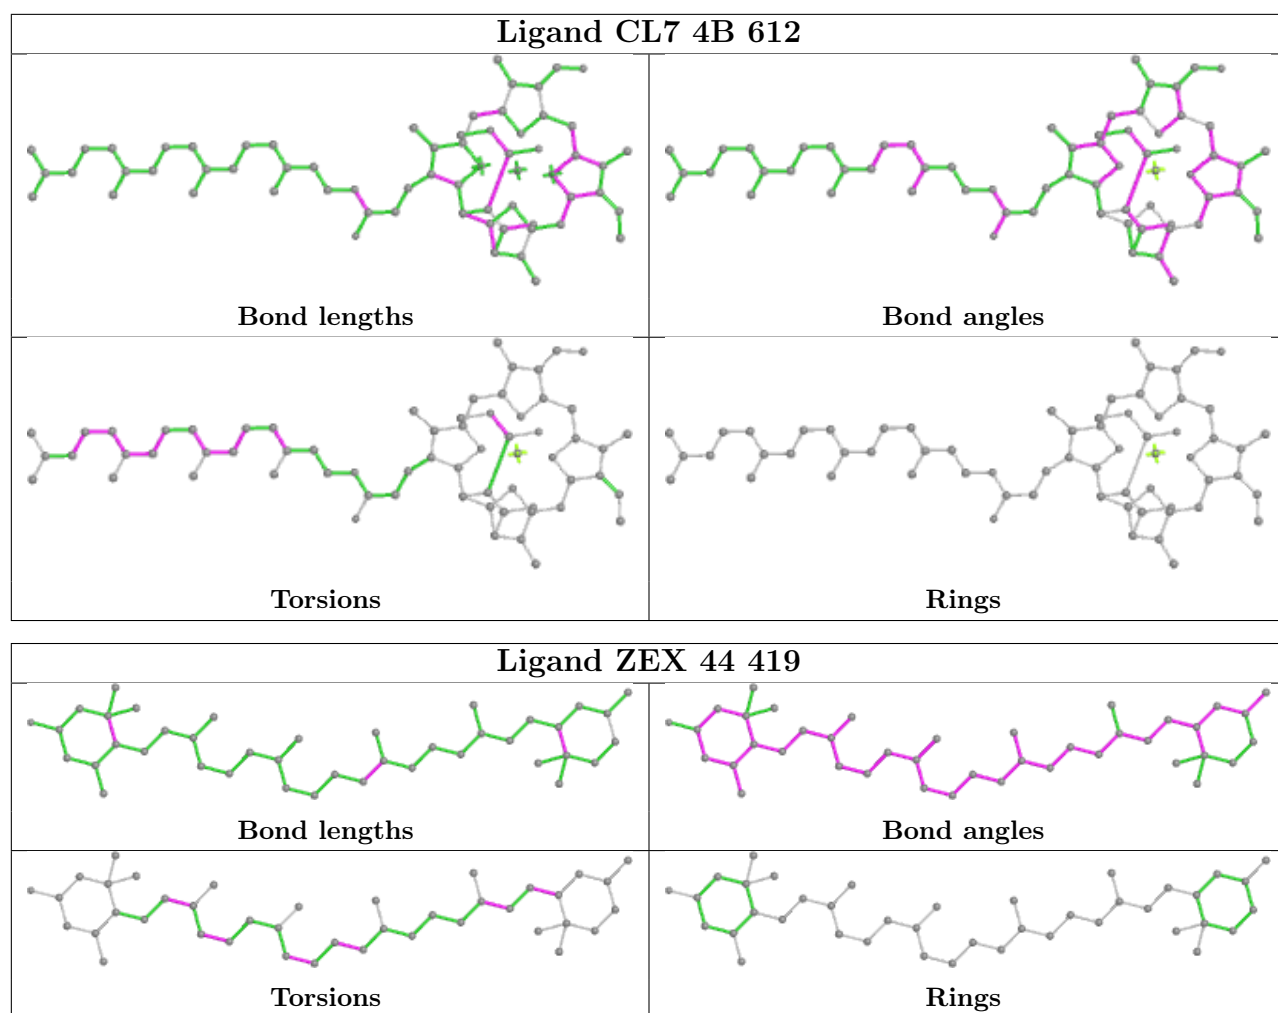 Ligand CL7 4B 612
Bond lengths
Bond angles
Torsions
Rings
Ligand ZEX 44 419
Bond lengths
Bond angles
Torsions
Rings